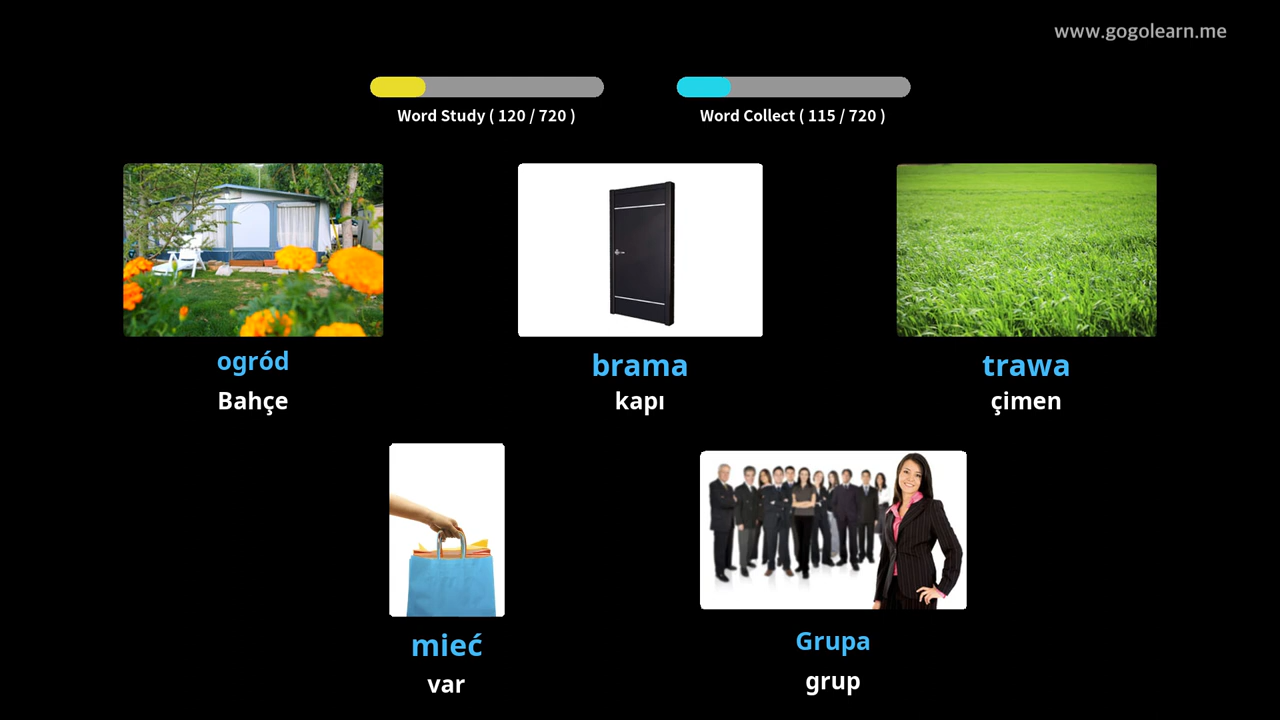 www.gogolearn.me
Word Study ( 120 / 720 )
Word Collect ( 115 / 720 )
ogród
Bahçe
brama
kapı
trawa
çimen
mieć
var
Grupa
grup